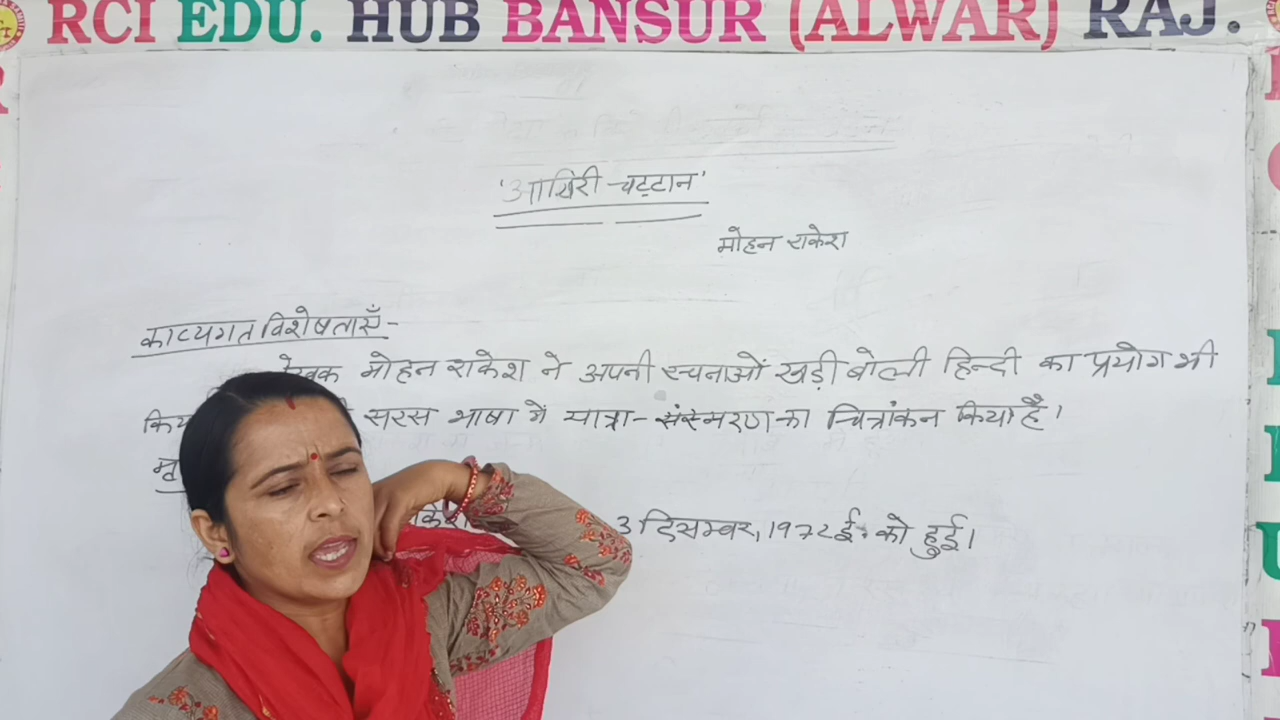 RCI EDU. HUB BANSUR (ALWAR) RAJ.
'आखिरी चट्टान'
मोहन राकेश
काव्यगत विशेषताएँ-
मोहन राकेश ने अपनी रचनाओं खड़ी बोली हिन्दी का प्रयोग भी
सरस भाषा में यात्रा-संस्मरण का चित्रांकन किया है।
3 दिसम्बर, १९७२ ई. को हुई।